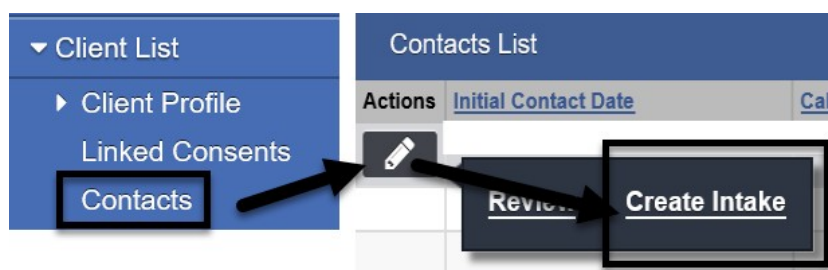 Client List
Client Profile
Linked Consents
Contacts
Contacts List
Actions Initial Contact Date
Create Intake